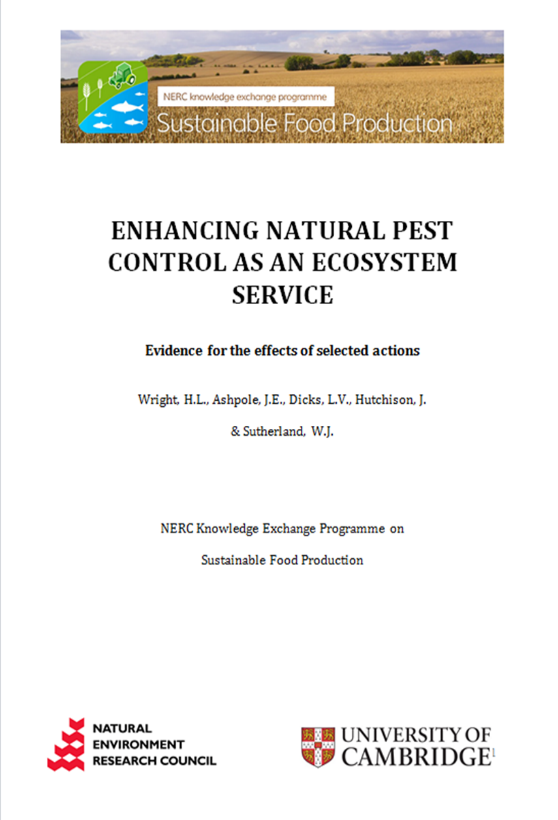 NERC knowledge exchange programme
Sustainable Food Production
ENHANCING NATURAL PEST
CONTROL AS AN ECOSYSTEM
SERVICE
Evidence for the effects of selected actions
Wright, H.L., Ashpole, J.E., Dicks, L.V., Hutchison, J.
& Sutherland, W.J.
NERC Knowledge Exchange Programme on
Sustainable Food Production
NATURAL
ENVIRONMENT
RESEARCH COUNCIL
UNIVERSITY OF
CAMBRIDGE
1